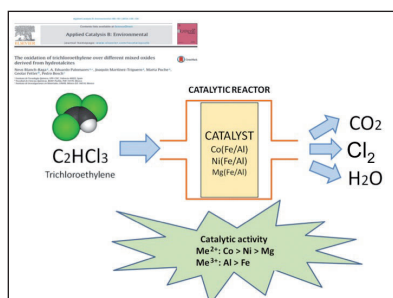 Applied Catalysis B: Environmental
The oxidation of trichloroethylene over different mixed oxides
derived from hydrotalcites
CATALYTIC REACTOR
C2HCl3
Trichloroethylene
CATALYST
Co(Fe/Al)
Ni(Fe/Al)
Mg(Fe/Al)
CO2
Cl2
H2O
Catalytic activity
Me2+: Co > Ni > Mg
Me3+: Al > Fe